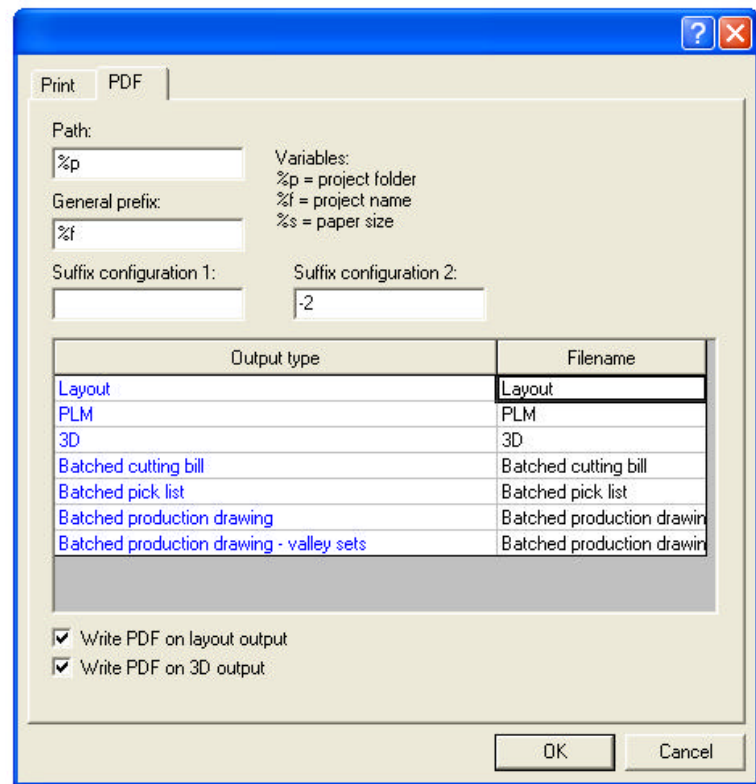 Print PDF
Path:
%p
Variables:
%p = project folder
%f = project name
%s = paper size
General prefix:
%f
Suffix configuration 1: Suffix configuration 2:
-2
Output type Filename
Layout Layout
PLM PLM
3D 3D
Batched cutting bill Batched cutting bill
Batched pick list Batched pick list
Batched production drawing Batched production drawin
Batched production drawing - valley sets Batched production drawin
Write PDF on layout output
Write PDF on 3D output
OK Cancel